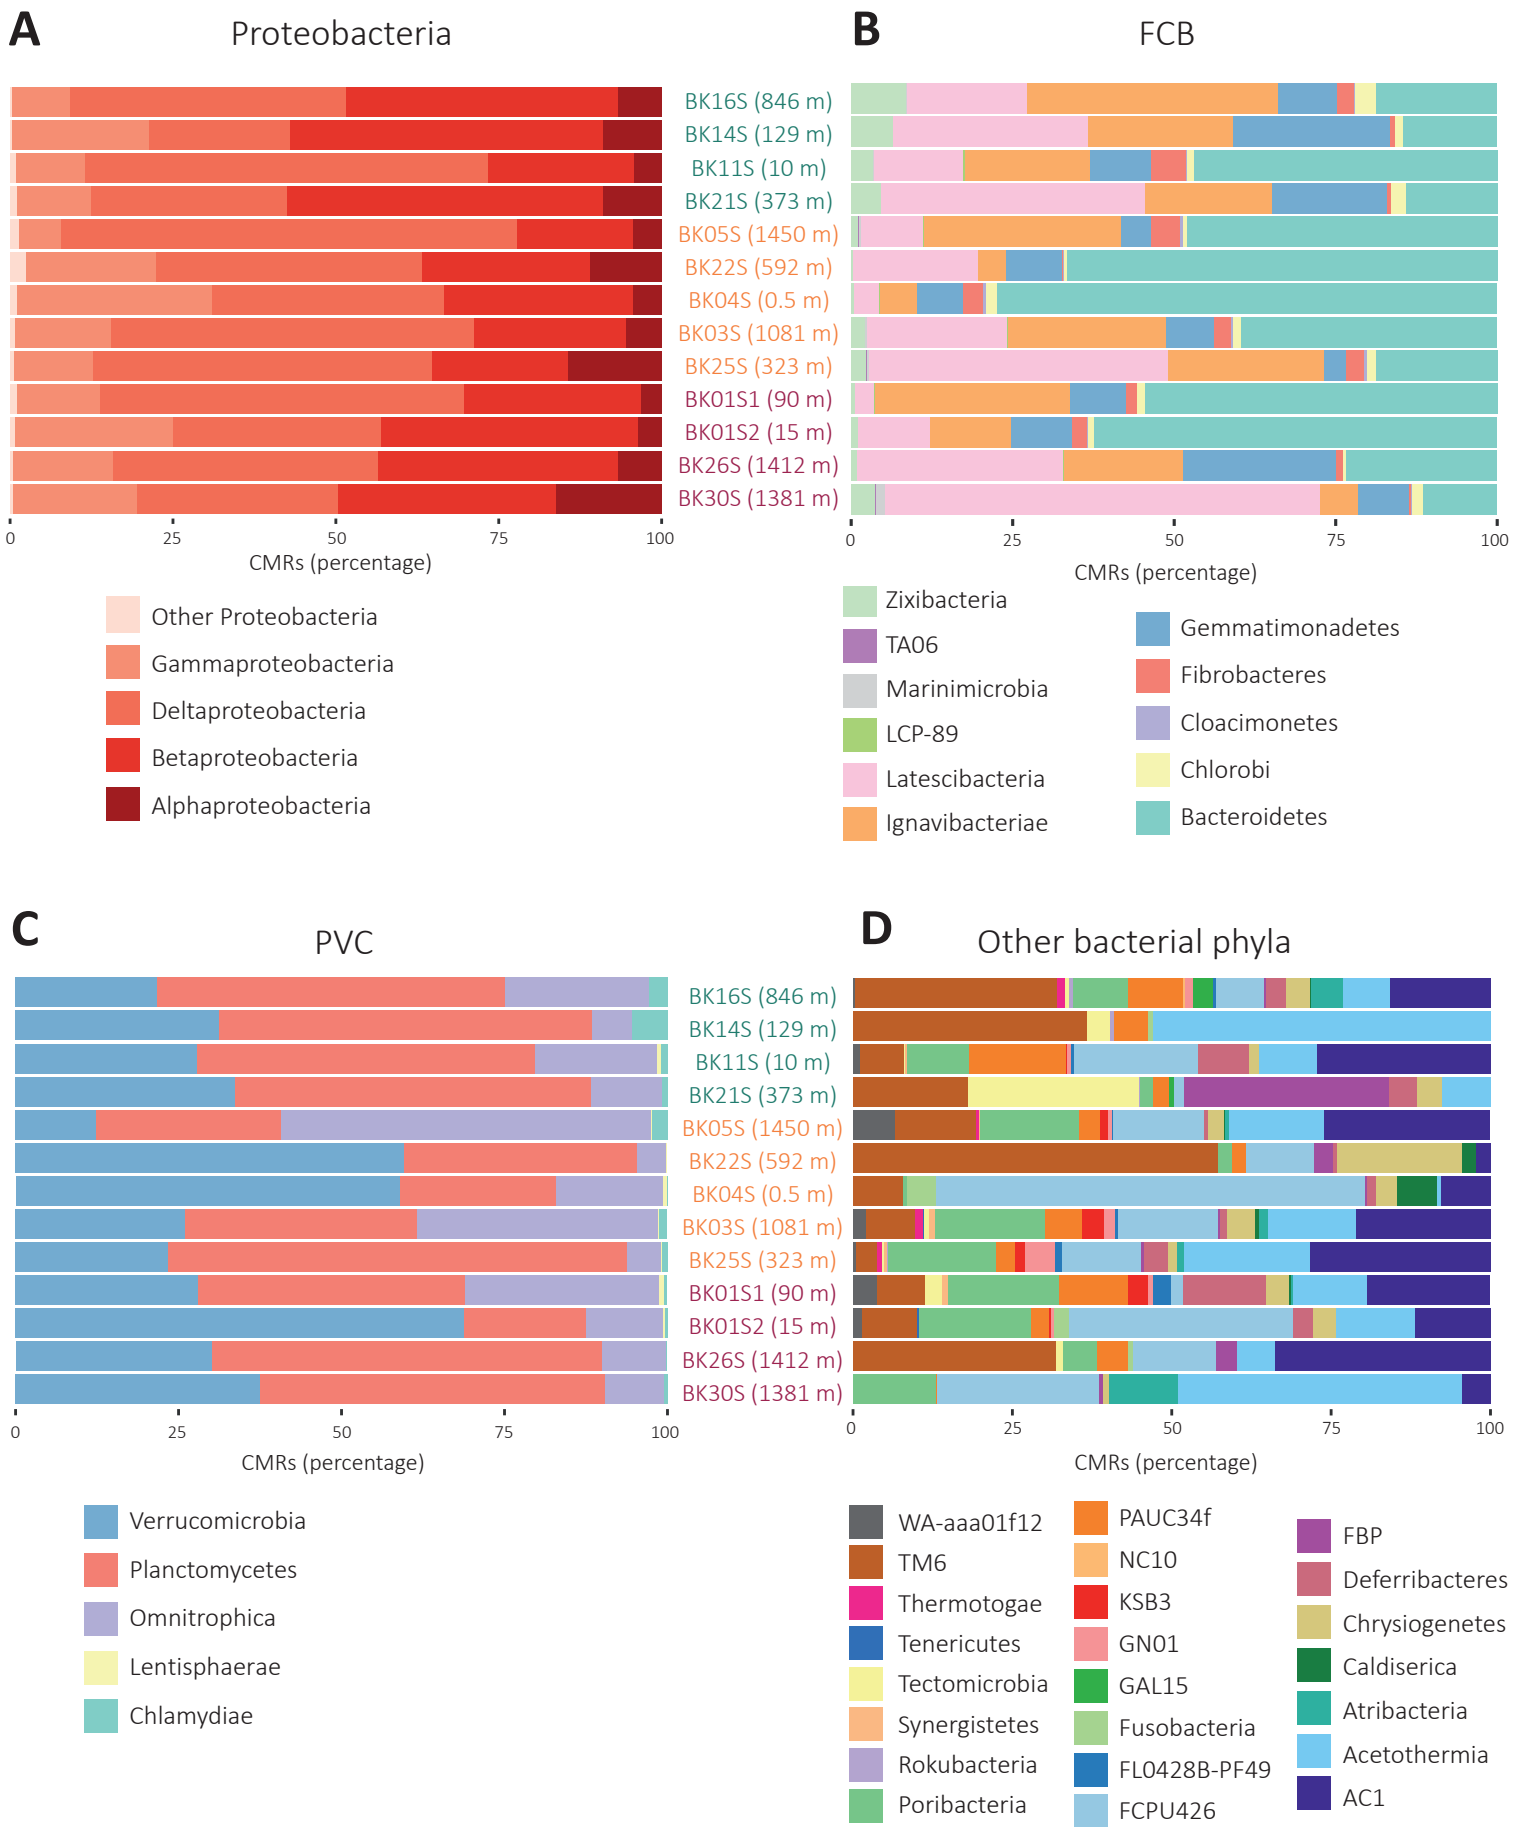 A
Proteobacteria
B
FCB
BK16S (846 m)
BK14S (129 m)
BK11S (10 m)
BK21S (373 m)
BK05S (1450 m)
BK22S (592 m)
BK04S (0.5 m)
BK03S (1081 m)
BK25S (323 m)
BK01S1 (90 m)
BK01S2 (15 m)
BK26S (1412 m)
BK30S (1381 m)
0 25 50 75 100
CMRs (percentage)
0 25 50 75 100
CMRs (percentage)
Other Proteobacteria
Gammaproteobacteria
Deltaproteobacteria
Betaproteobacteria
Alphaproteobacteria
Zixibacteria
TA06
Marinimicrobia
LCP-89
Latescibacteria
Ignavibacteriae
Gemmatimonadetes
Fibrobacteres
Cloacimonetes
Chlorobi
Bacteroidetes
C
PVC
D
Other bacterial phyla
BK16S (846 m)
BK14S (129 m)
BK11S (10 m)
BK21S (373 m)
BK05S (1450 m)
BK22S (592 m)
BK04S (0.5 m)
BK03S (1081 m)
BK25S (323 m)
BK01S1 (90 m)
BK01S2 (15 m)
BK26S (1412 m)
BK30S (1381 m)
0 25 50 75 100
CMRs (percentage)
0 25 50 75 100
CMRs (percentage)
Verrucomicrobia
Planctomycetes
Omnitrophica
Lentisphaerae
Chlamydiae
WA-aaa01f12
TM6
Thermotogae
Tenericutes
Tectomicrobia
Synergistetes
Rokubacteria
Poribacteria
PAUC34f
NC10
KSB3
GN01
GAL15
Fusobacteria
FL0428B-PF49
FCPU426
FBP
Deferribacteres
Chrysiogenetes
Caldiserica
Atribacteria
Acetothermia
AC1